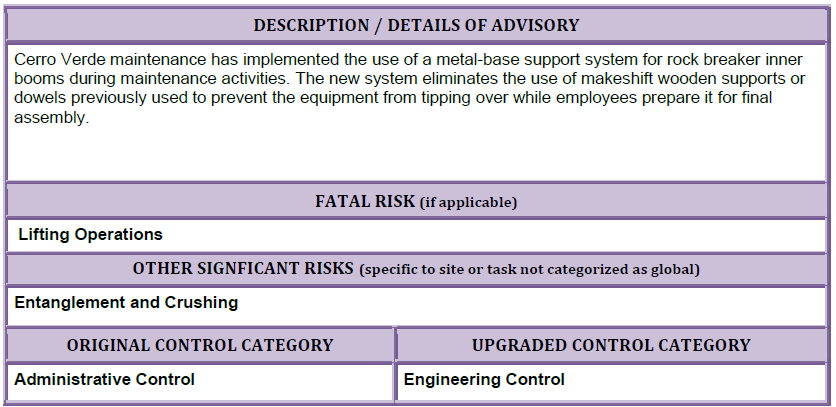 DESCRIPTION / DETAILS OF ADVISORY
Cerro Verde maintenance has implemented the use of a metal-base support system for rock breaker inner
booms during maintenance activities. The new system eliminates the use of makeshift wooden supports or
dowels previously used to prevent the equipment from tipping over while employees prepare it for final
assembly.
FATAL RISK (if applicable)
Lifting Operations
OTHER SIGNFICANT RISKS (specific to site or task not categorized as global)
Entanglement and Crushing
ORIGINAL CONTROL CATEGORY
UPGRADED CONTROL CATEGORY
Administrative Control
Engineering Control